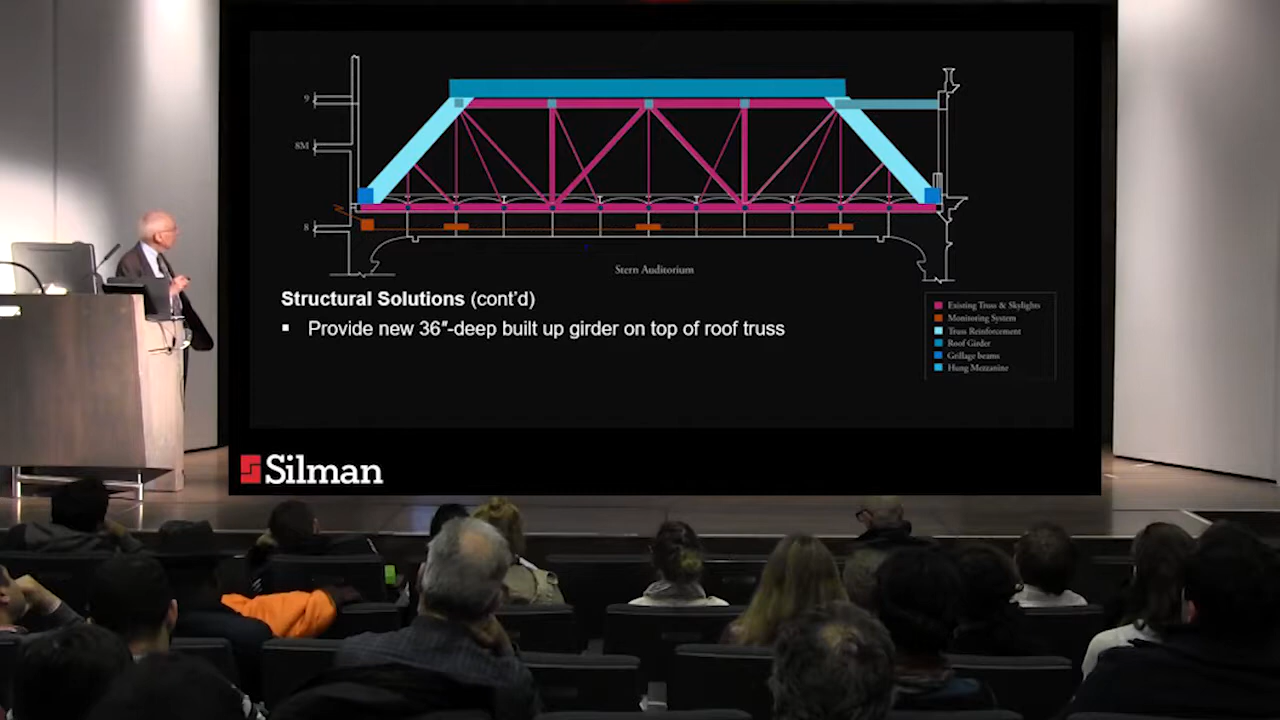 9
8M
8
Stern Auditorium
Structural Solutions (cont'd)
▪ Provide new 36″-deep built up girder on top of roof truss
Existing Truss & Skylights
Monitoring System
Truss Reinforcement
Roof Girder
Grillage beams
Hung Mezzanine
Silman